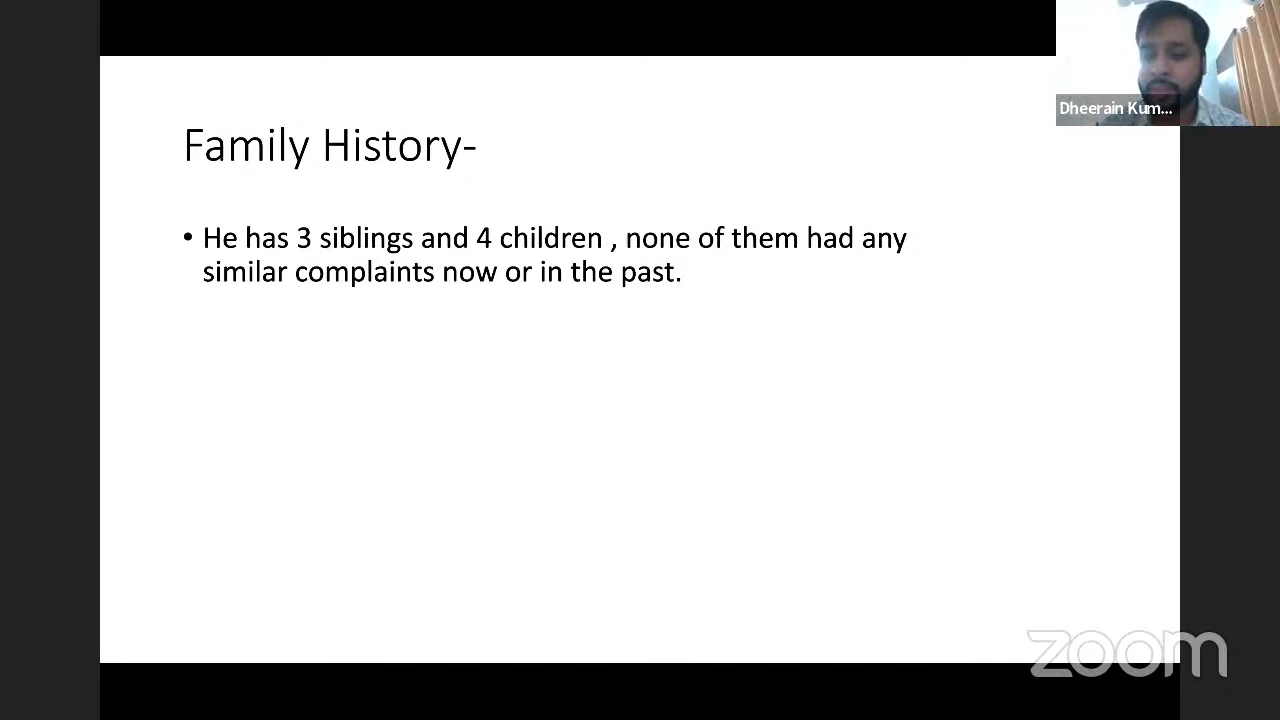 Dheerain Kum...
Family History-
• He has 3 siblings and 4 children , none of them had any
similar complaints now or in the past.
zoom